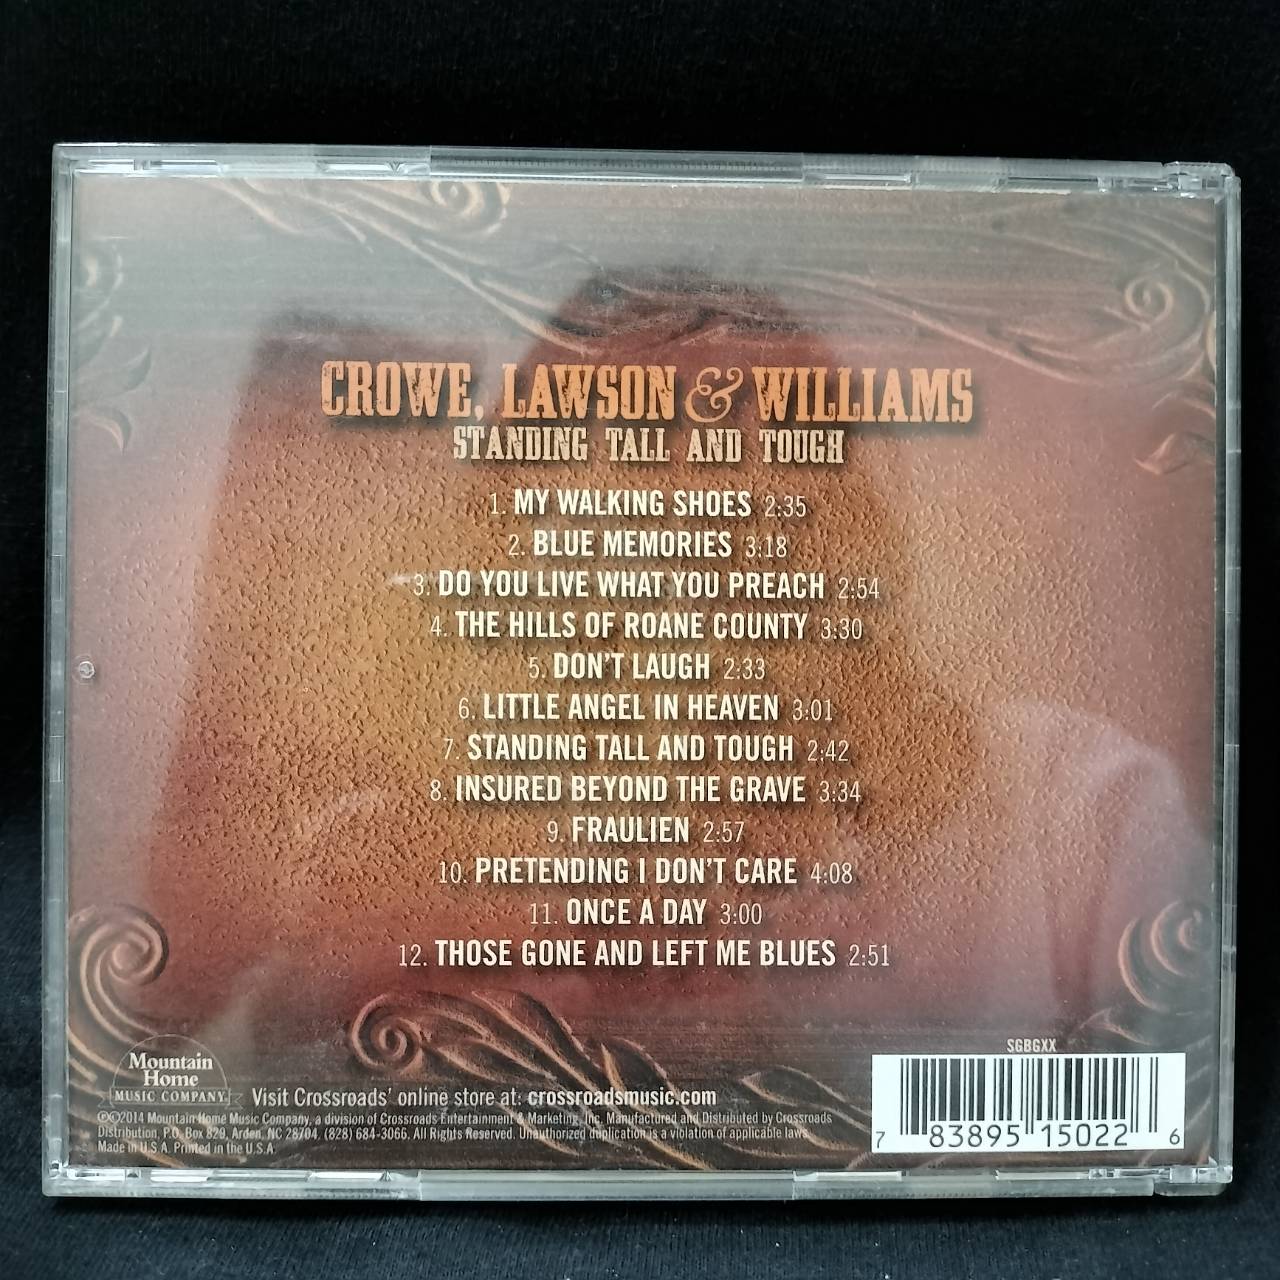 CROWE, LAWSON & WILLIAMS
STANDING TALL AND TOUGH
1. MY WALKING SHOES 2:35
2. BLUE MEMORIES 3:18
3. DO YOU LIVE WHAT YOU PREACH 2:54
4. THE HILLS OF ROANE COUNTY 3:30
5. DON'T LAUGH 2:33
6. LITTLE ANGEL IN HEAVEN 3:01
7. STANDING TALL AND TOUGH 2:42
8. INSURED BEYOND THE GRAVE 3:34
9. FRAULIEN 2:57
10. PRETENDING I DON'T CARE 4:08
11. ONCE A DAY 3:00
12. THOSE GONE AND LEFT ME BLUES 2:51
Mountain
Home
MUSIC COMPANY
Visit Crossroads' online store at: crossroadsmusic.com
℗©2014 Mountain Home Music Company, a division of Crossroads Entertainment & Marketing, Inc. Manufactured and Distributed by Crossroads
Distribution, P.O. Box 829, Arden, NC 28704. (828) 684-3066. All Rights Reserved. Unauthorized duplication is a violation of applicable laws.
Made in U.S.A. Printed in the U.S.A.
SGBGXX
7 83895 15022 6